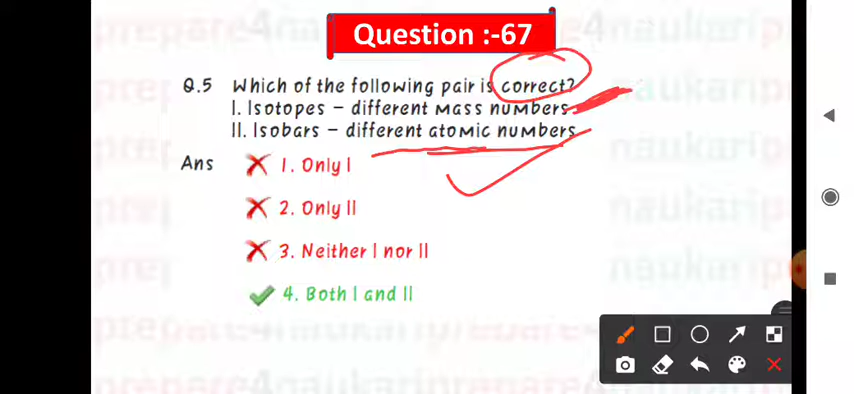 Question :-67
Q.5 Which of the following pair is correct?
I. Isotopes – different mass numbers
II. Isobars – different atomic numbers
Ans 1. Only I
2. Only II
3. Neither I nor II
4. Both I and II